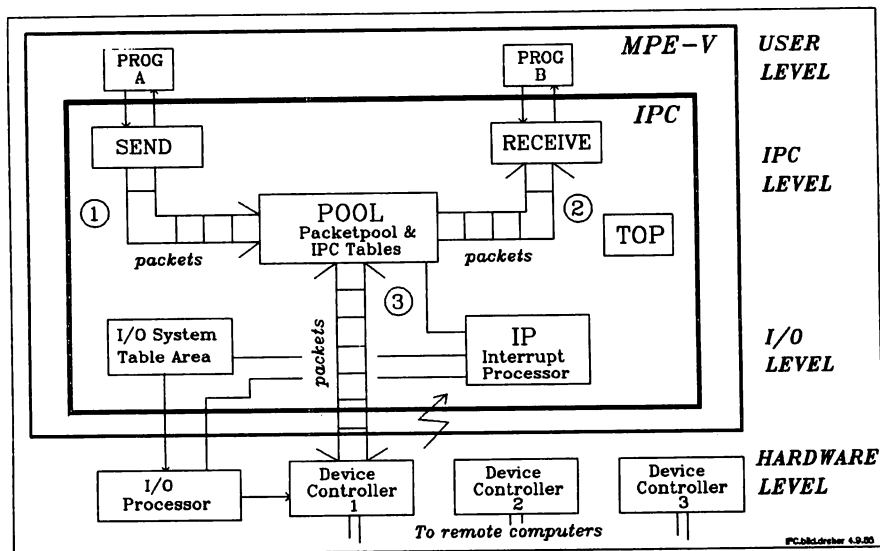 MPE-V
USER
LEVEL
PROG
A
PROG
B
IPC
SEND
RECEIVE
IPC
LEVEL
1
POOL
Packetpool &
IPC Tables
2
TOP
packets
packets
3
I/O System
Table Area
packets
IP
Interrupt
Processor
I/O
LEVEL
I/O
Processor
Device
Controller
1
Device
Controller
2
Device
Controller
3
HARDWARE
LEVEL
To remote computers